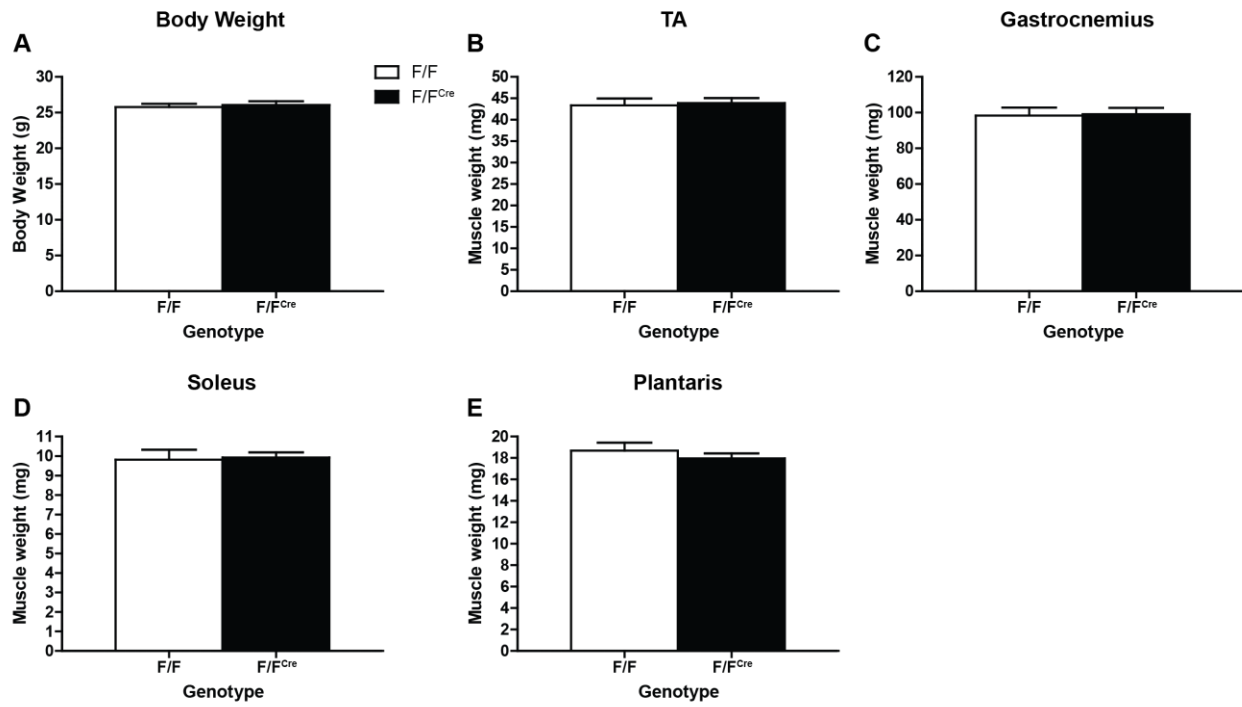 Body Weight
A
30
25
20
15
10
5
0
Body Weight (g)
F/F
F/F^Cre
Genotype
F/F
F/F^Cre
TA
B
50
45
40
35
30
25
20
15
10
5
0
Muscle weight (mg)
F/F
F/F^Cre
Genotype
Gastrocnemius
C
120
100
80
60
40
20
0
Muscle weight (mg)
F/F
F/F^Cre
Genotype
Soleus
D
11
10
9
8
7
6
5
4
3
2
1
0
Muscle weight (mg)
F/F
F/F^Cre
Genotype
Plantaris
E
20
18
16
14
12
10
8
6
4
2
0
Muscle weight (mg)
F/F
F/F^Cre
Genotype